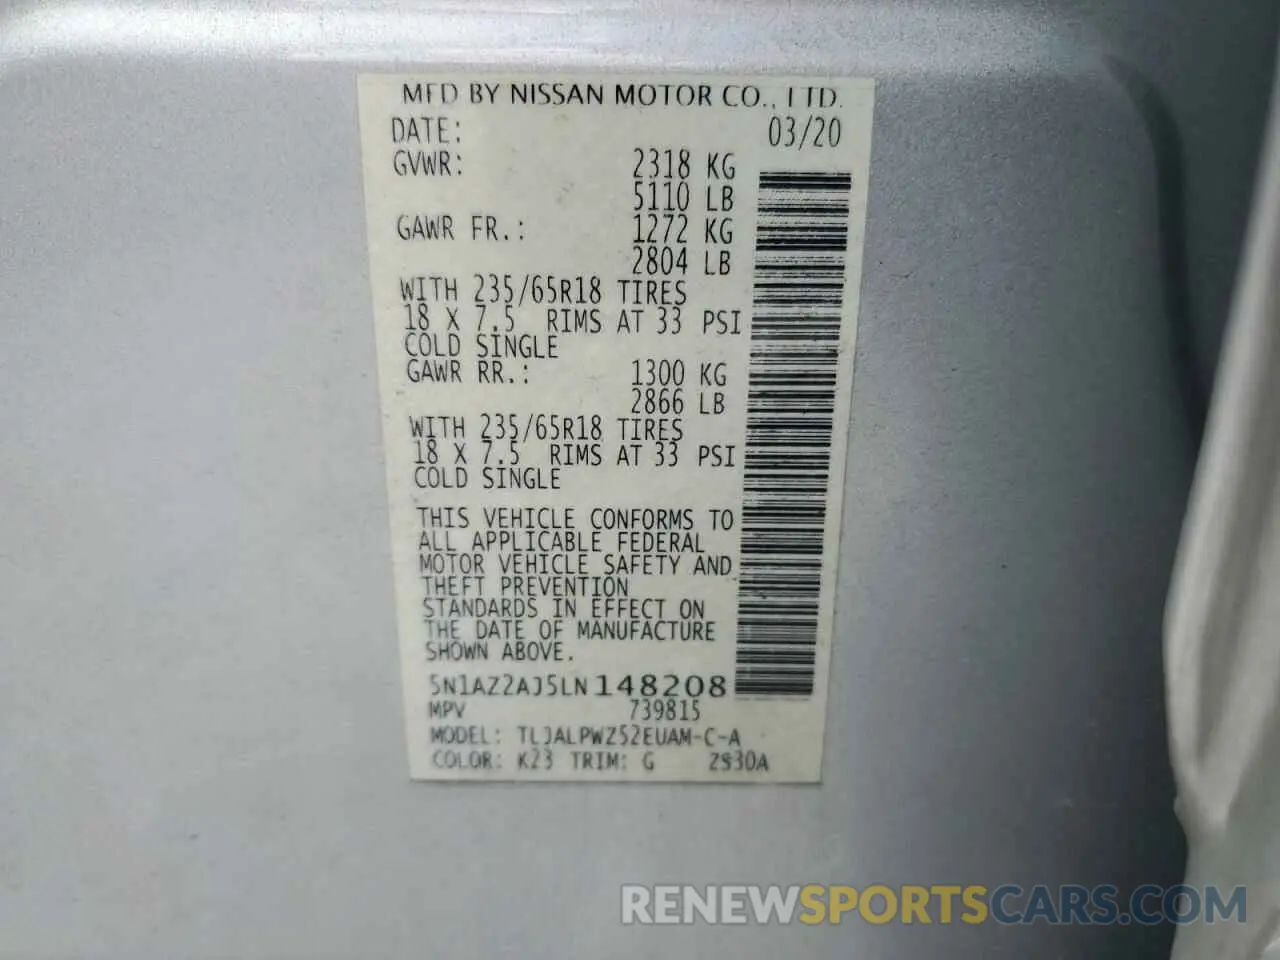 MFD BY NISSAN MOTOR CO., LTD.
DATE: 03/20
GVWR: 2318 KG
5110 LB
GAWR FR.: 1272 KG
2804 LB
WITH 235/65R18 TIRES
18 X 7.5 RIMS AT 33 PSI
COLD SINGLE
GAWR RR.: 1300 KG
2866 LB
WITH 235/65R18 TIRES
18 X 7.5 RIMS AT 33 PSI
COLD SINGLE
THIS VEHICLE CONFORMS TO
ALL APPLICABLE FEDERAL
MOTOR VEHICLE SAFETY AND
THEFT PREVENTION
STANDARDS IN EFFECT ON
THE DATE OF MANUFACTURE
SHOWN ABOVE.
5N1AZ2AJ5LN148208
MPV 739815
MODEL: TLJALPWZ52EUAM-C-A
COLOR: K23 TRIM: G
RENEWSPORTSCARS.COM